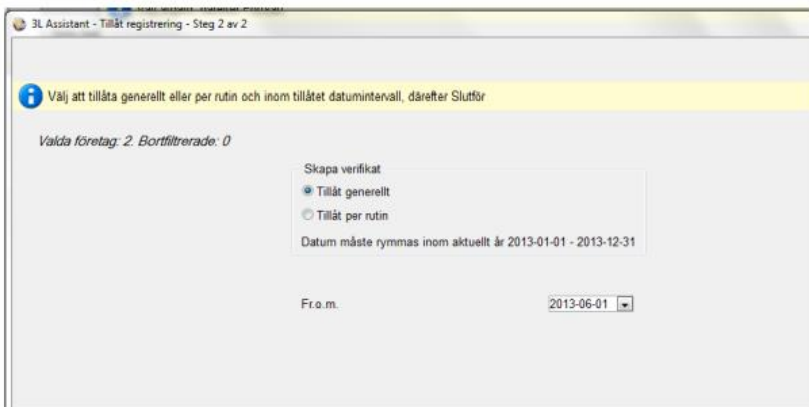 3L Assistant - Tillåt registrering - Steg 2 av 2
Välj att tillåta generellt eller per rutin och inom tillåtet datumintervall, därefter Slutför
Valda företag: 2. Bortfiltrerade: 0
Skapa verifikat
Tillåt generellt
Tillåt per rutin
Datum måste rymmas inom aktuellt år 2013-01-01 - 2013-12-31
Fr.o.m. 2013-06-01